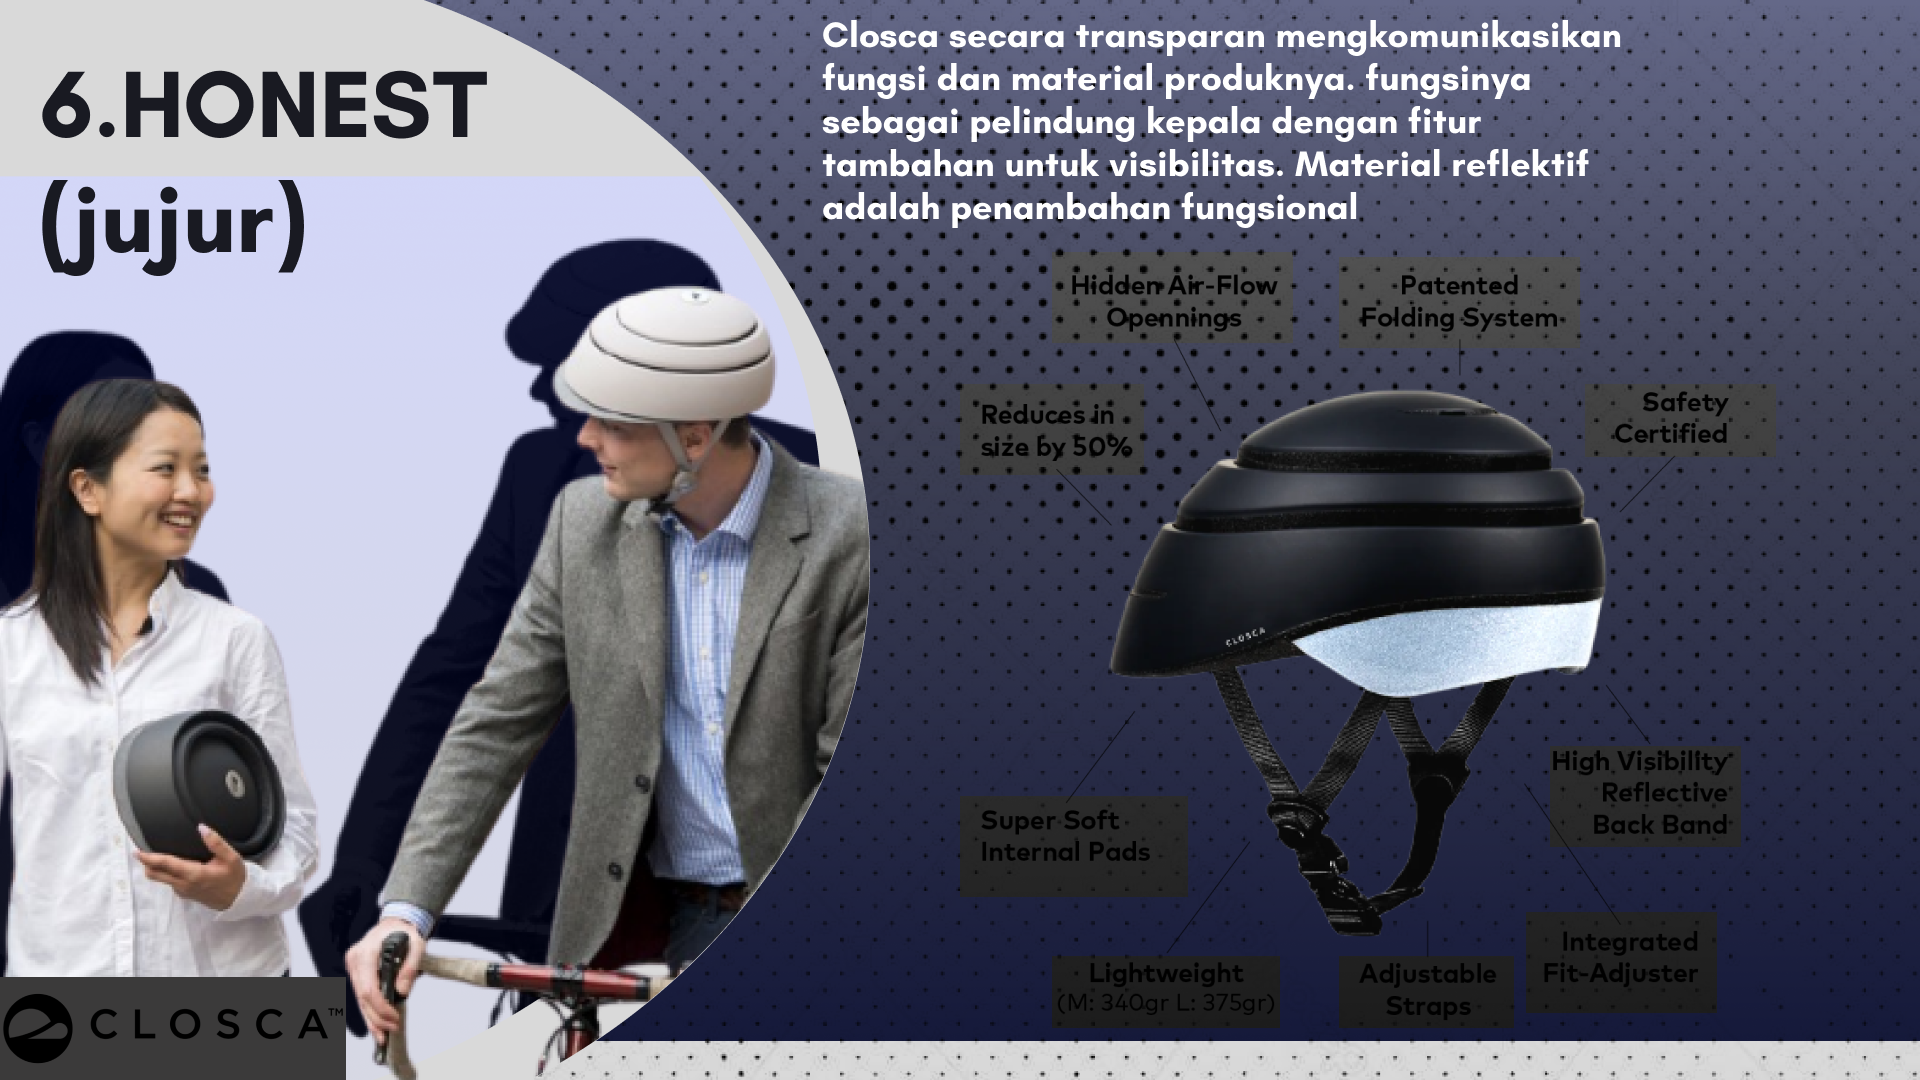 6.HONEST
(jujur)
Closca secara transparan mengkomunikasikan
fungsi dan material produknya. fungsinya
sebagai pelindung kepala dengan fitur
tambahan untuk visibilitas. Material reflektif
adalah penambahan fungsional
Hidden Air-Flow
Opennings
Patented
Folding System
Reduces in
size by 50%
Safety
Certified
CLOSCA
High Visibility
Reflective
Back Band
Super Soft
Internal Pads
Integrated
Fit-Adjuster
Lightweight
(M: 340gr L: 375gr)
Adjustable
Straps
CLOSCA™